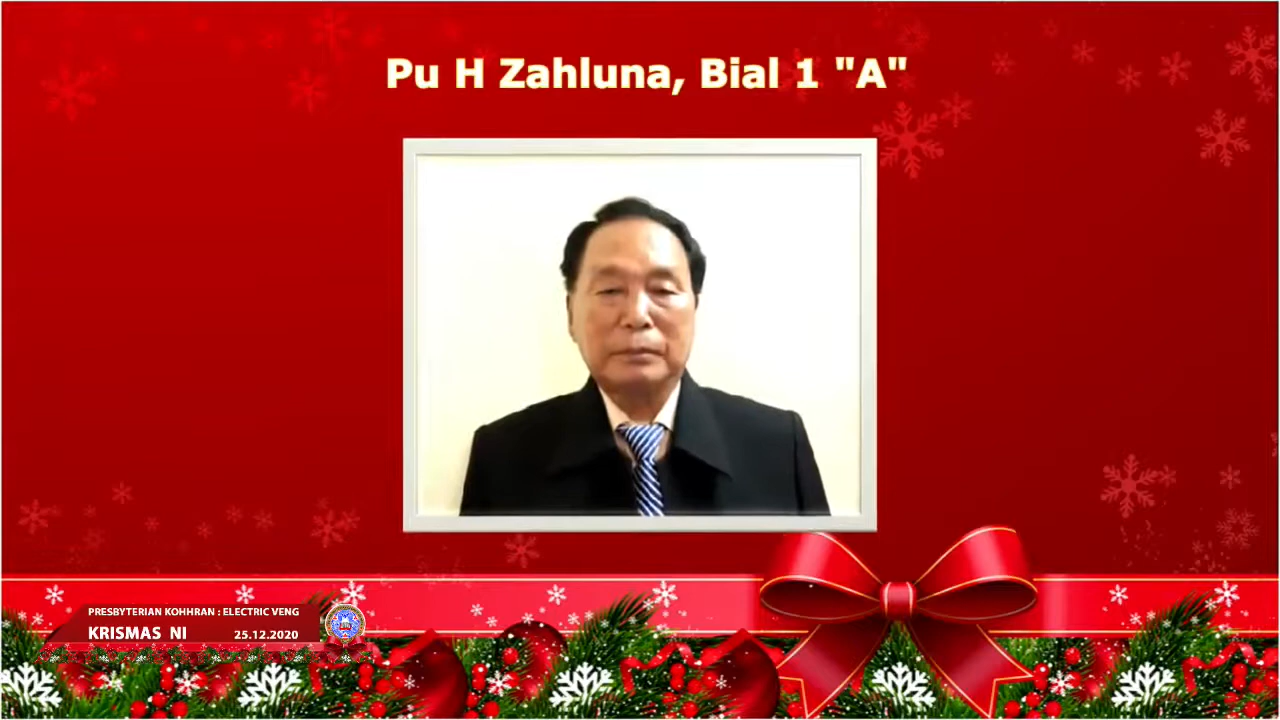 Pu H Zahluna, Bial 1 "A"
PRESBYTERIAN KOHHRAN : ELECTRIC VENG
KRISMAS NI 25.12.2020